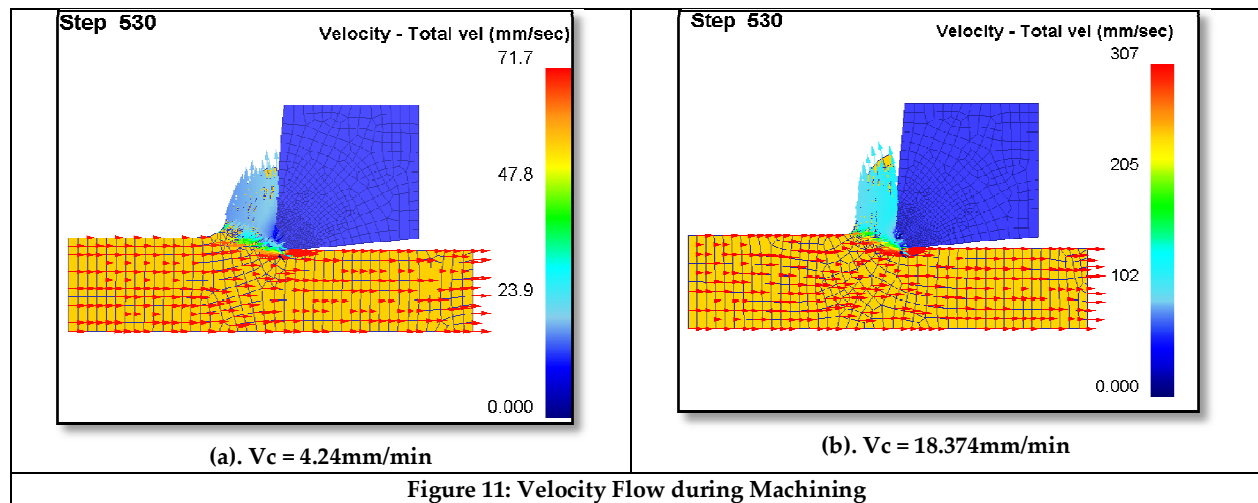 Step 530
Velocity - Total vel (mm/sec)
71.7
47.8
23.9
0.000
(a). Vc = 4.24mm/min
Step 530
Velocity - Total vel (mm/sec)
307
205
102
0.000
(b). Vc = 18.374mm/min
Figure 11: Velocity Flow during Machining